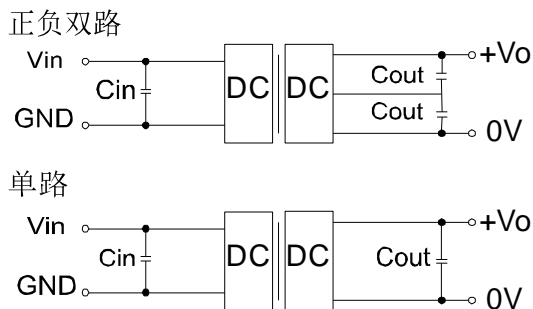 正负双路
Vin
+Vo
Cin
DC
DC
Cout
Cout
GND
0V
单路
Vin
+Vo
Cin
DC
DC
Cout
GND
0V